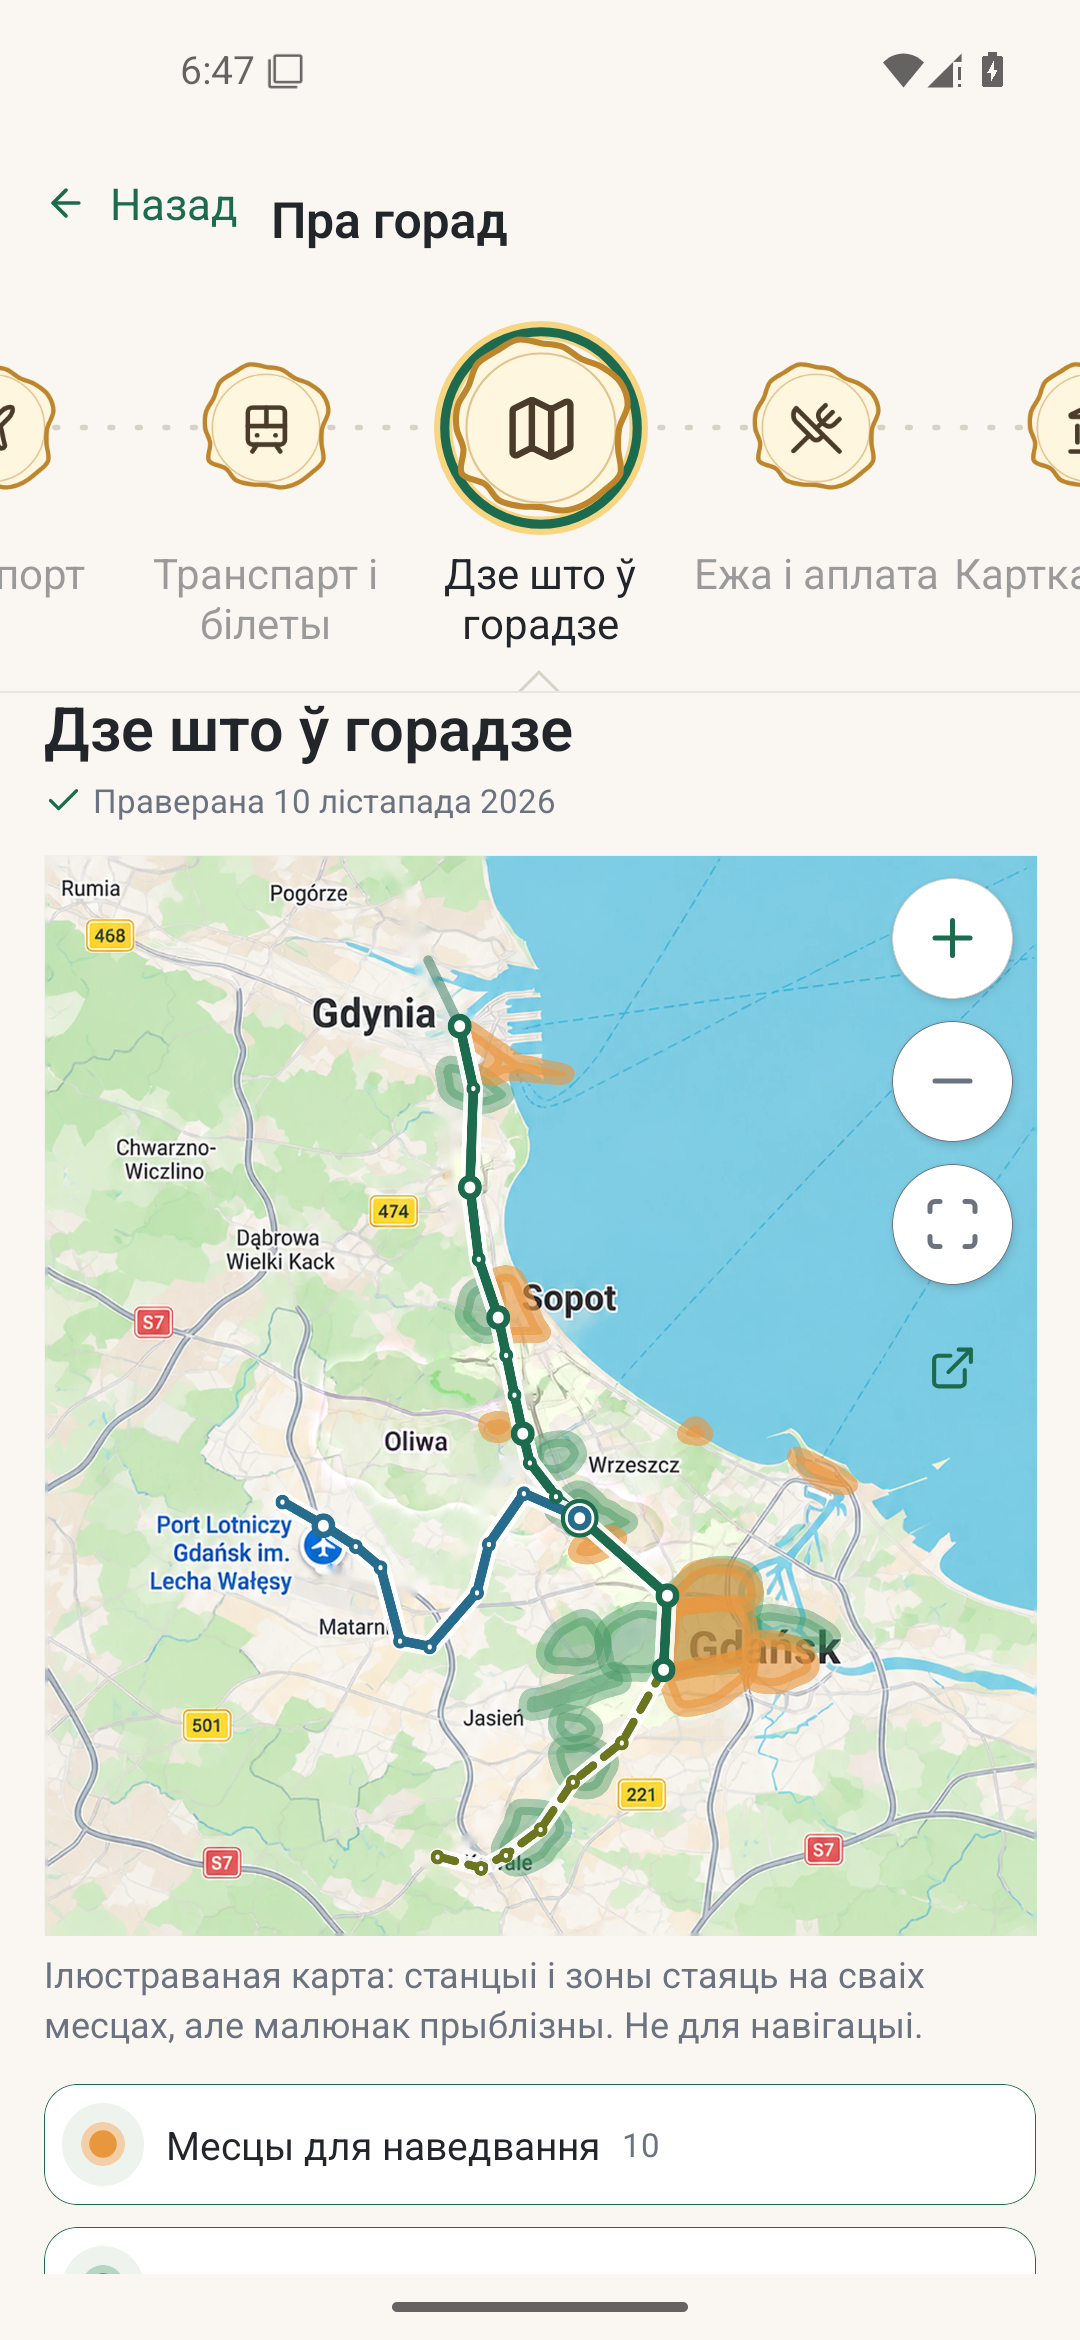 6:47
Назад
Пра горад
порт
Транспарт і
білеты
Дзе што ў
горадзе
Ежа і аплата
Картка
Дзе што ў горадзе
Праверана 10 лістапада 2026
Rumia
Pogórze
468
Gdynia
Chwarzno-
Wiczlino
474
Dąbrowa
Wielki Kack
Sopot
S7
Oliwa
Wrzeszcz
Port Lotniczy
Gdańsk im.
Lecha Wałęsy
Matarni
Gdańsk
Jasień
501
221
S7
S7
Ілюстраваная карта: станцыі і зоны стаяць на сваіх
месцах, але малюнак прыблізны. Не для навігацыі.
Месцы для наведвання 10